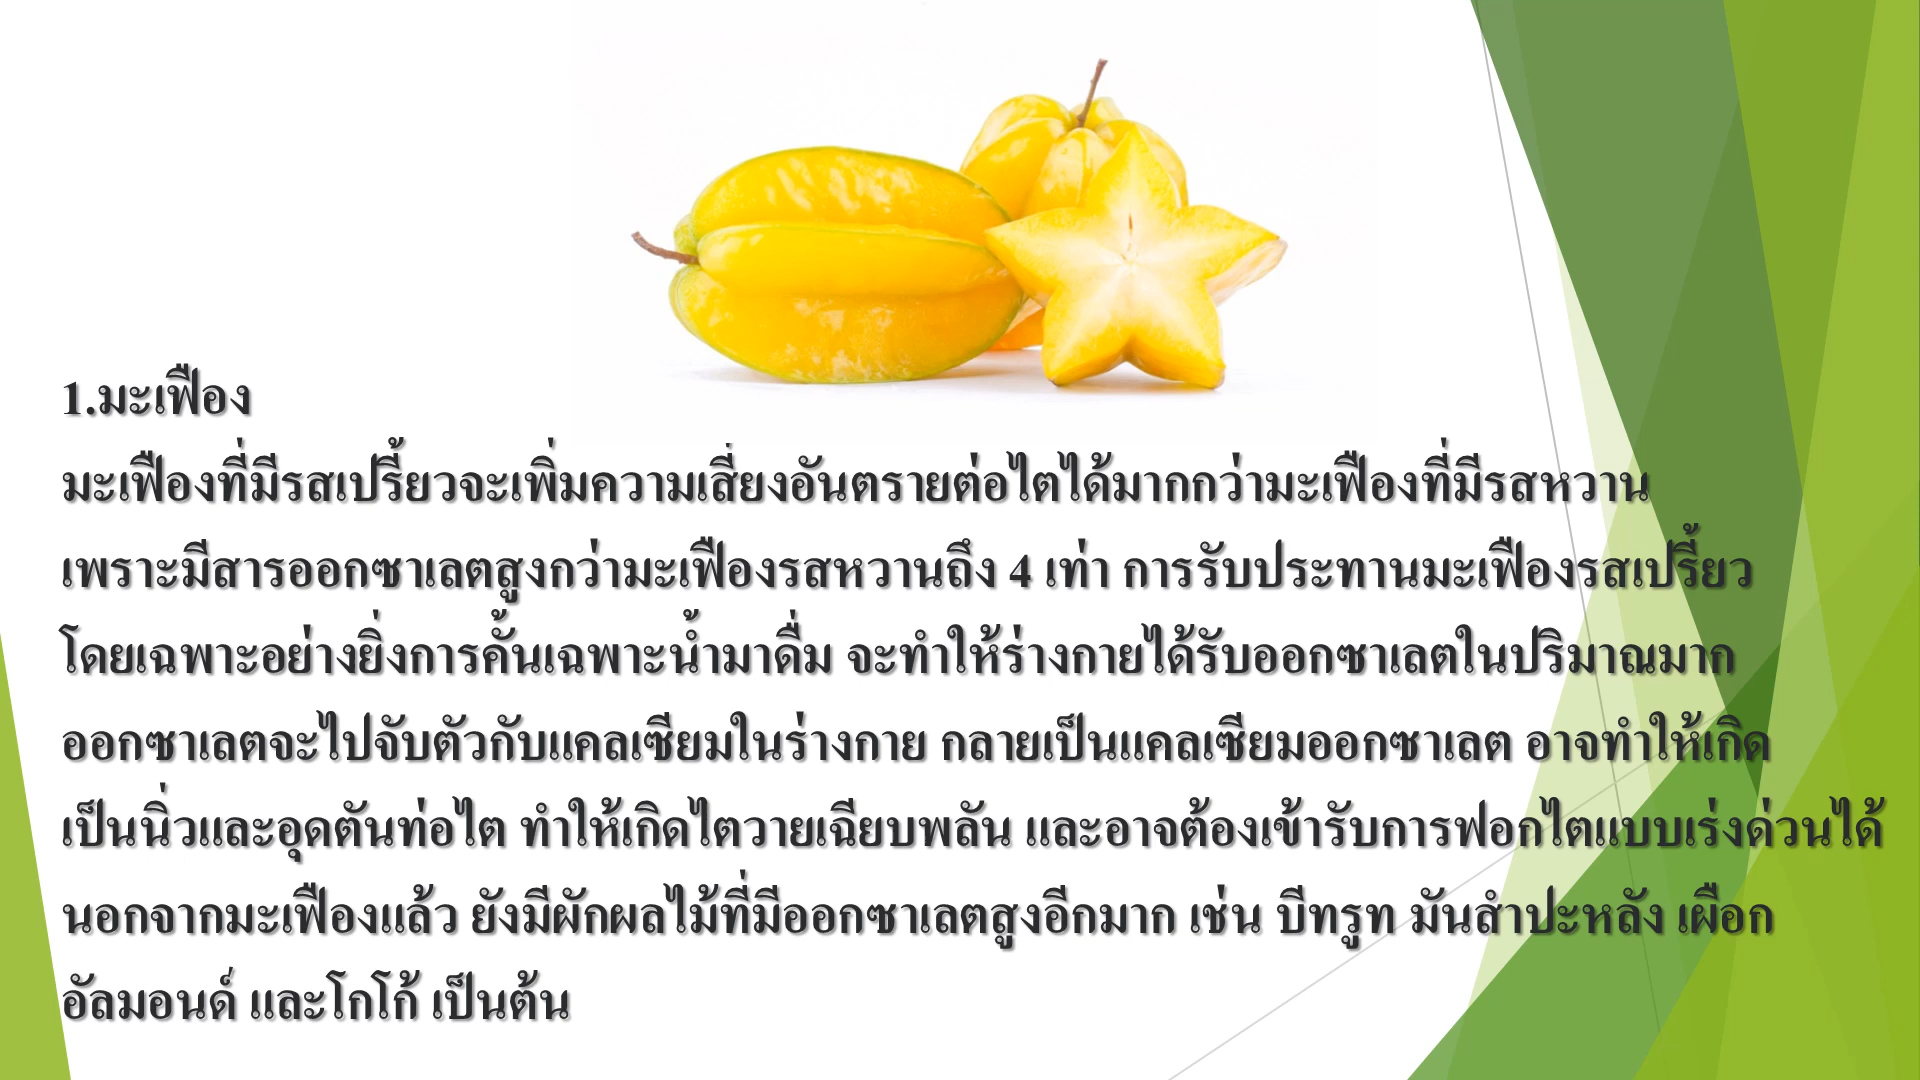 1.มะเฟือง
มะเฟืองที่มีรสเปรี้ยวจะเพิ่มความเสี่ยงอันตรายต่อไตได้มากกว่ามะเฟืองที่มีรสหวาน
เพราะมีสารออกซาเลตสูงกว่ามะเฟืองรสหวานถึง 4 เท่า การรับประทานมะเฟืองรสเปรี้ยว
โดยเฉพาะอย่างยิ่งการคั้นเฉพาะน้ำมาดื่ม จะทำให้ร่างกายได้รับออกซาเลตในปริมาณมาก
ออกซาเลตจะไปจับตัวกับแคลเซียมในร่างกาย กลายเป็นแคลเซียมออกซาเลต อาจทำให้เกิด
เป็นนิ่วและอุดตันท่อไต ทำให้เกิดไตวายเฉียบพลัน และอาจต้องเข้ารับการฟอกไตแบบเร่งด่วนได้
นอกจากมะเฟืองแล้ว ยังมีผักผลไม้ที่มีออกซาเลตสูงอีกมาก เช่น บีทรูท มันสำปะหลัง เผือก
อัลมอนด์ และโกโก้ เป็นต้น